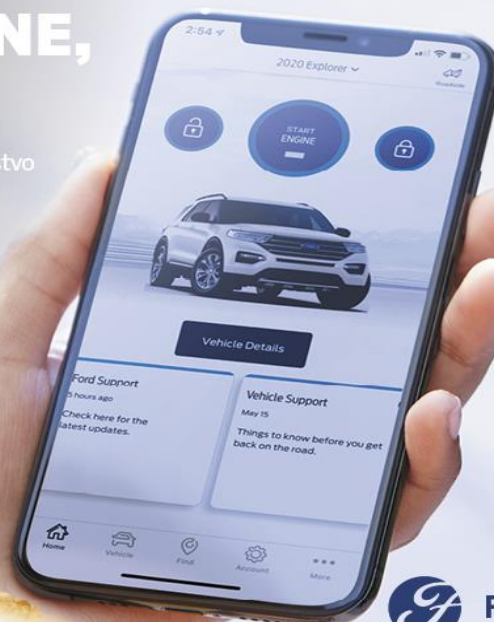 NE,
tvo
2:54
2020 Explorer
START
ENGINE
Vehicle Details
Ford Support
5 hours ago
Check here for the
latest updates.
Vehicle Support
May 15
Things to know before you get
back on the road.
Home
Vehicle
Find
Account
More
F